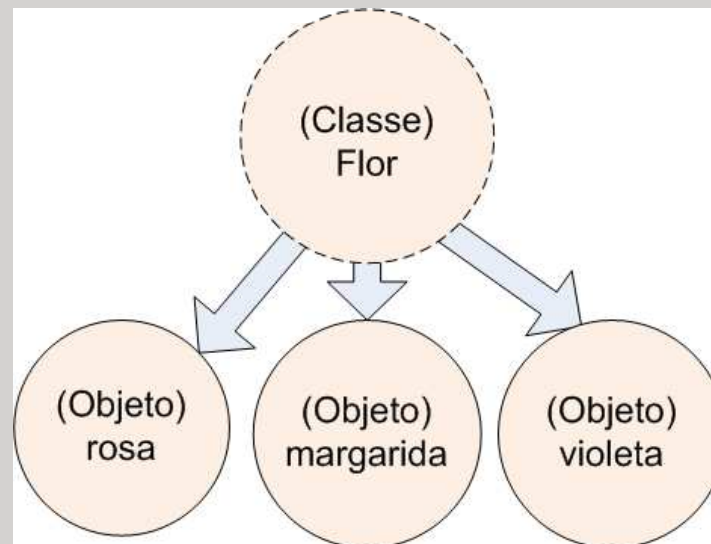 (Classe)
Flor
(Objeto)
rosa
(Objeto)
margarida
(Objeto)
violeta